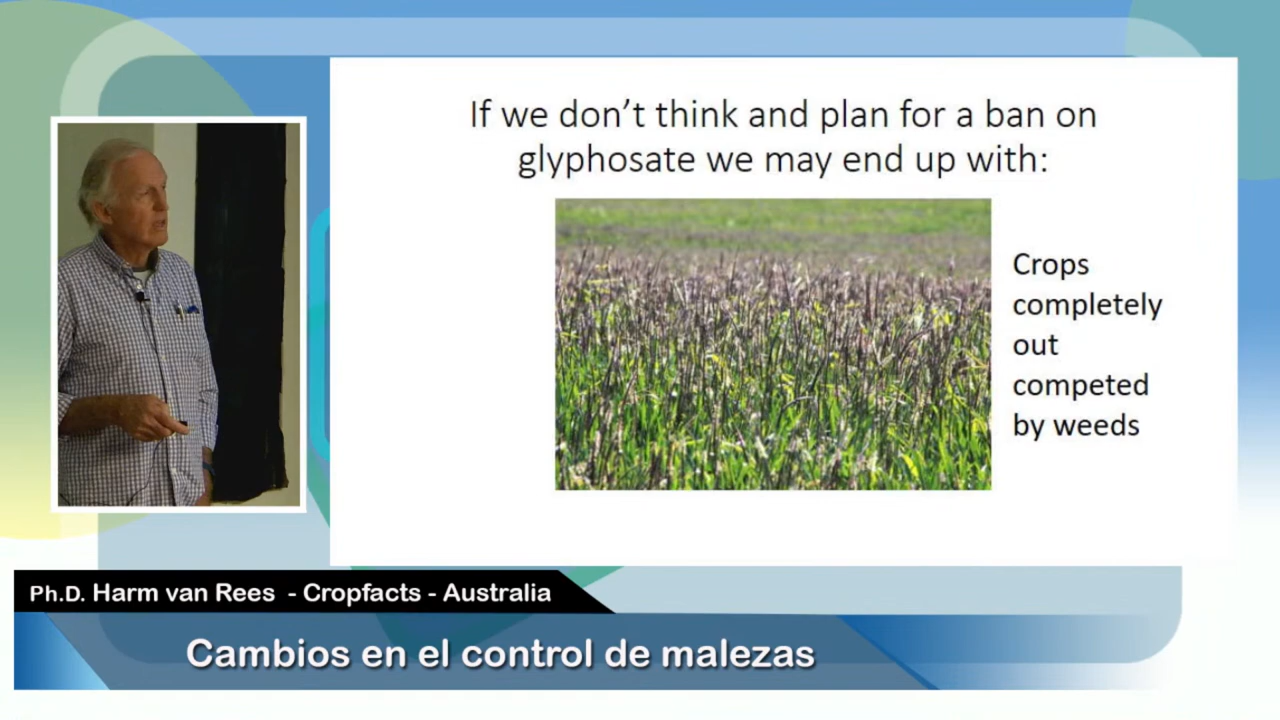 If we don't think and plan for a ban on
glyphosate we may end up with:
Crops
completely
out
competed
by weeds
Ph.D. Harm van Rees - Cropfacts - Australia
Cambios en el control de malezas